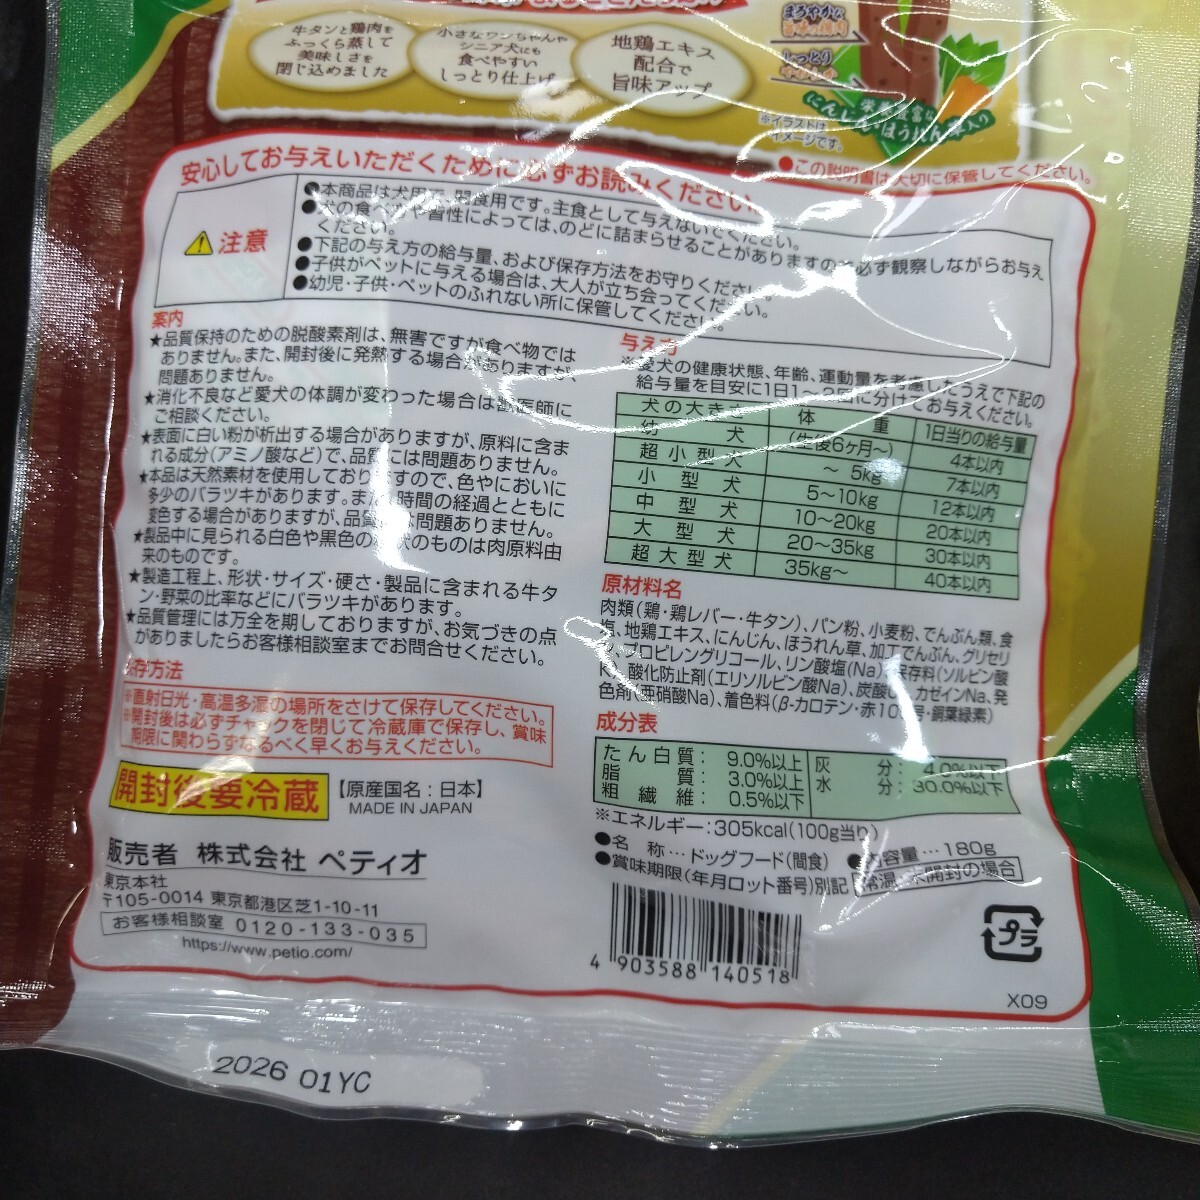 牛タンと鶏肉を
ふっくら蒸して
美味しさを
閉じ込めました
小さなワンちゃんや
シニア犬にも
食べやすい
しっとり仕上げ
地鶏エキス
配合で
旨味アップ
まろやかな
しっとり
にんじん・ほうれん草入り
※イラストは
イメージです。
安心してお与えいただくために必ずお読みください。
●この説明書は大切に保管してください。
注意
●本商品は犬用で、間食用です。主食として与えないでください。
●犬の食べ方や習性によっては、のどに詰まらせることがありますので必ず観察しながらお与え
ください。
●下記の与え方の給与量、および保存方法をお守りください。
●子供がペットに与える場合は、大人が立ち会ってください。
●幼児・子供・ペットのふれない所に保管してください。
案内
★品質保持のための脱酸素剤は、無害ですが食べ物では
ありません。また、開封後に発熱する場合がありますが、
問題ありません。
★消化不良など愛犬の体調が変わった場合は獣医師に
ご相談ください。
★表面に白い粉が析出する場合がありますが、原料に含ま
れる成分(アミノ酸など)で、品質には問題ありません。
★本品は天然素材を使用しておりますので、色やにおいに
多少のバラツキがあります。また、時間の経過とともに
変色する場合がありますが、品質には問題ありません。
★製品中に見られる白色や黒色の粒状のものは肉原料由
来のものです。
★製造工程上、形状・サイズ・硬さ・製品に含まれる牛タ
ン・野菜の比率などにバラツキがあります。
★品質管理には万全を期しておりますが、お気づきの点
がありましたらお客様相談室までお問合せください。
保存方法
※直射日光・高温多湿の場所をさけて保存してください。
※開封後は必ずチャックを閉じて冷蔵庫で保存し、賞味
期限に関わらずなるべく早くお与えください。
開封後要冷蔵
【原産国名:日本】
MADE IN JAPAN
販売者 株式会社 ペティオ
東京本社
〒105-0014 東京都港区芝1-10-11
お客様相談室 0120-133-035
https://www.petio.com/
与え方
※愛犬の健康状態、年齢、運動量を考慮したうえで下記の
給与量を目安に1日1~2回に分けてお与えください。
犬の大きさ 体重 1日当りの給与量
幼犬 (生後6ヶ月~) 4本以内
超小型犬 ~5kg 7本以内
小型犬 5~10kg 12本以内
中型犬 10~20kg 20本以内
大型犬 20~35kg 30本以内
超大型犬 35kg~ 40本以内
原材料名
肉類(鶏・鶏レバー・牛タン)、パン粉、小麦粉、でんぷん類、食
塩、地鶏エキス、にんじん、ほうれん草、加工でんぷん、グリセリ
ン、プロピレングリコール、リン酸塩(Na)、保存料(ソルビン酸
K)、酸化防止剤(エリソルビン酸Na)、炭酸Ca、カゼインNa、発
色剤(亜硝酸Na)、着色料(β-カロテン・赤106号・銅葉緑素)
成分表
たん白質: 9.0%以上 灰分: 4.0%以下
脂質: 3.0%以上 水分: 30.0%以下
粗繊維: 0.5%以下
※エネルギー:305kcal(100g当り)
●名 称…ドッグフード(間食) ●内容量…180g
●賞味期限(年月ロット番号)別記 常温、未開封の場合
4 903588 140518
プラ
X09
2026 01YC